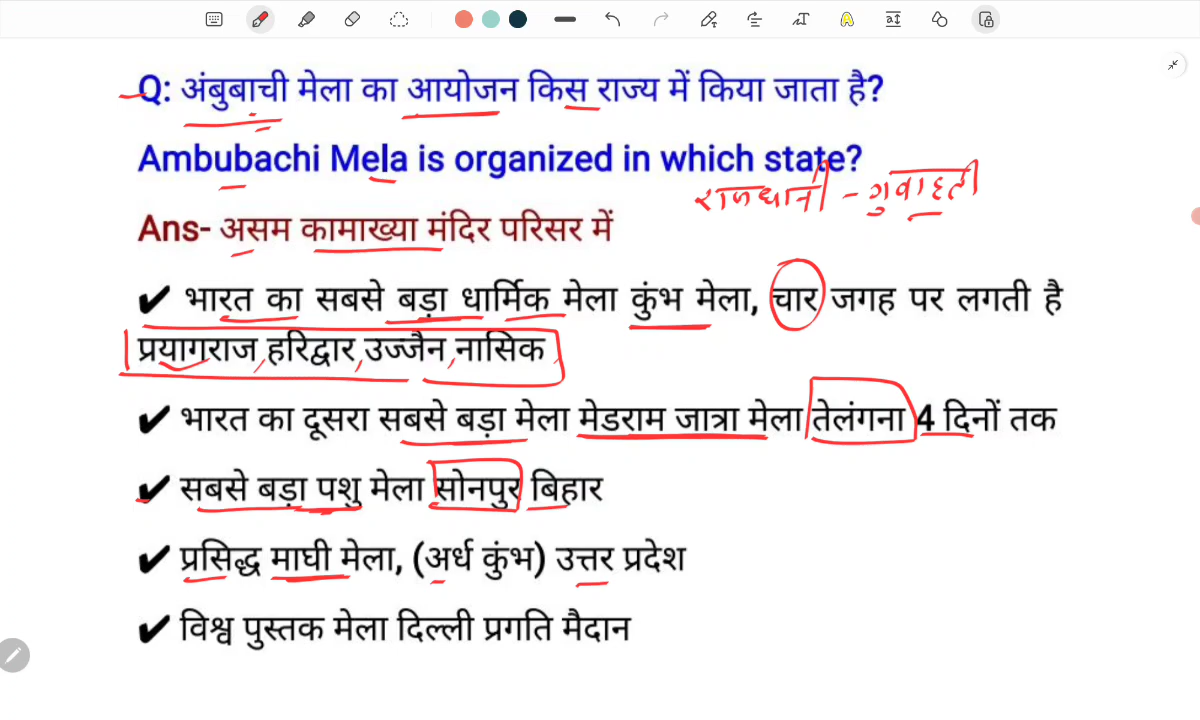 Q: अंबुबाची मेला का आयोजन किस राज्य में किया जाता है?
Ambubachi Mela is organized in which state?
राजधानी - गुवाहाटी
Ans- असम कामाख्या मंदिर परिसर में
✔ भारत का सबसे बड़ा धार्मिक मेला कुंभ मेला, चार जगह पर लगती है
प्रयागराज,हरिद्वार,उज्जैन,नासिक
✔ भारत का दूसरा सबसे बड़ा मेला मेडराम जात्रा मेला तेलंगना 4 दिनों तक
✔ सबसे बड़ा पशु मेला सोनपुर बिहार
✔ प्रसिद्ध माघी मेला, (अर्ध कुंभ) उत्तर प्रदेश
✔ विश्व पुस्तक मेला दिल्ली प्रगति मैदान